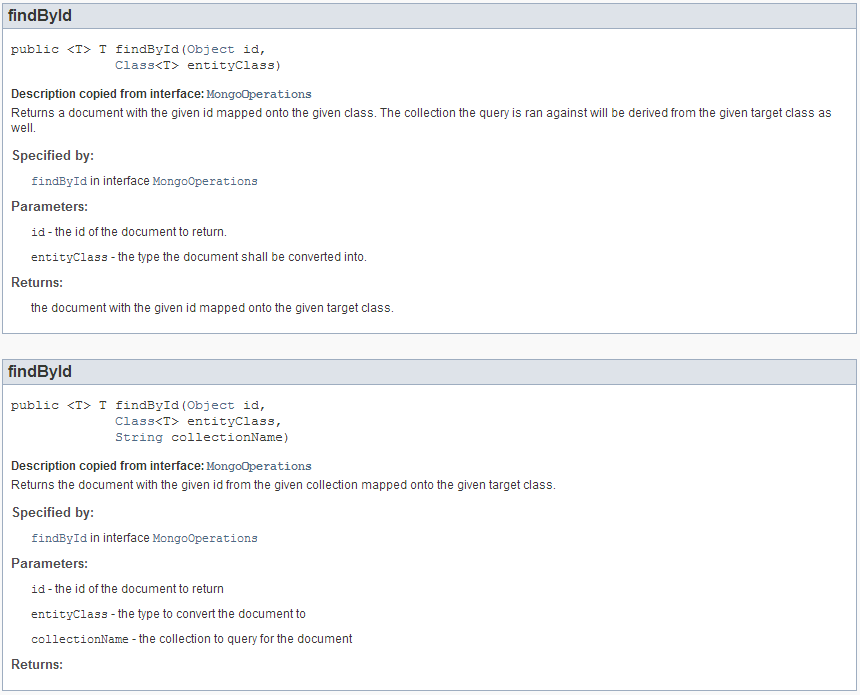 findById
public <T> T findById(Object id,
Class<T> entityClass)
Description copied from interface: MongoOperations
Returns a document with the given id mapped onto the given class. The collection the query is ran against will be derived from the given target class as
well.
Specified by:
findById in interface MongoOperations
Parameters:
id - the id of the document to return.
entityClass - the type the document shall be converted into.
Returns:
the document with the given id mapped onto the given target class.
findById
public <T> T findById(Object id,
Class<T> entityClass,
String collectionName)
Description copied from interface: MongoOperations
Returns the document with the given id from the given collection mapped onto the given target class.
Specified by:
findById in interface MongoOperations
Parameters:
id - the id of the document to return
entityClass - the type to convert the document to
collectionName - the collection to query for the document
Returns: